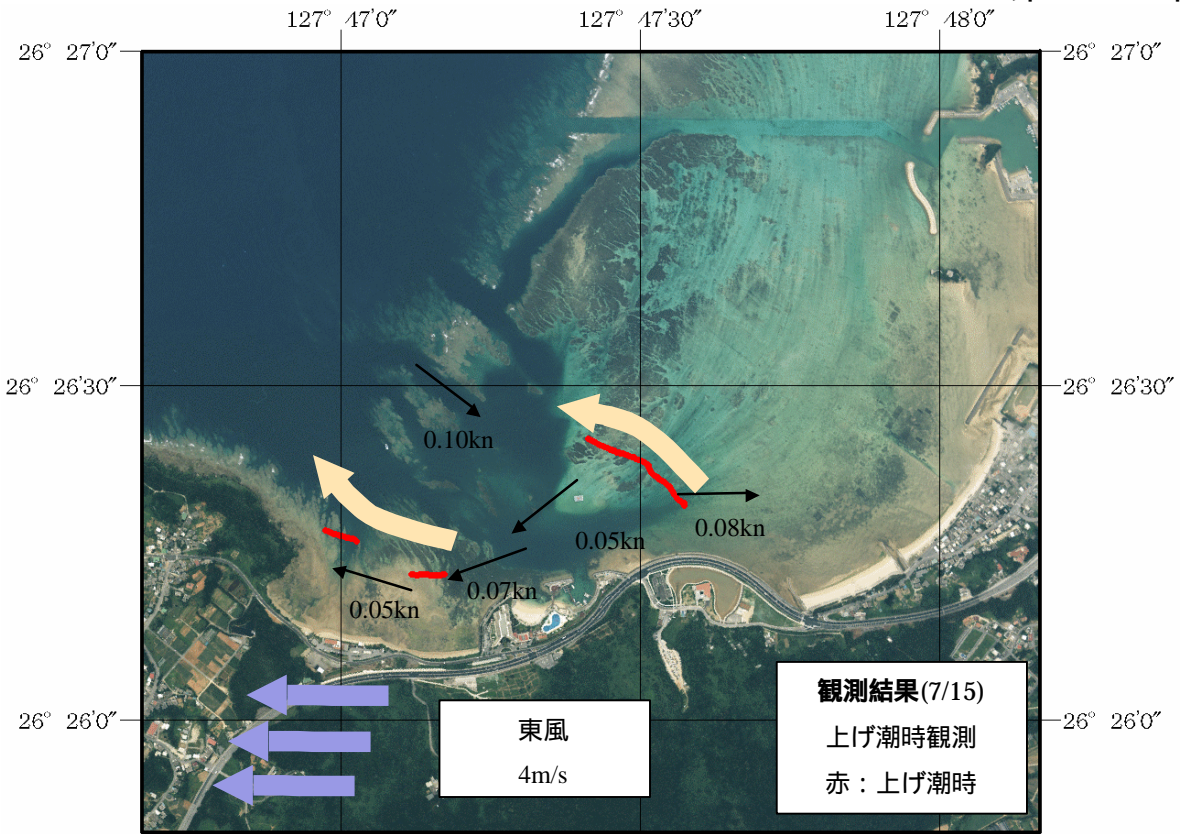 127° 47′0″
127° 47′30″
127° 48′0″
26° 27′0″
26° 27′0″
26° 26′30″
26° 26′30″
0.10kn
0.08kn
0.05kn
0.07kn
0.05kn
観測結果(7/15)
上げ潮時観測
赤：上げ潮時
東風
4m/s
26° 26′0″
26° 26′0″